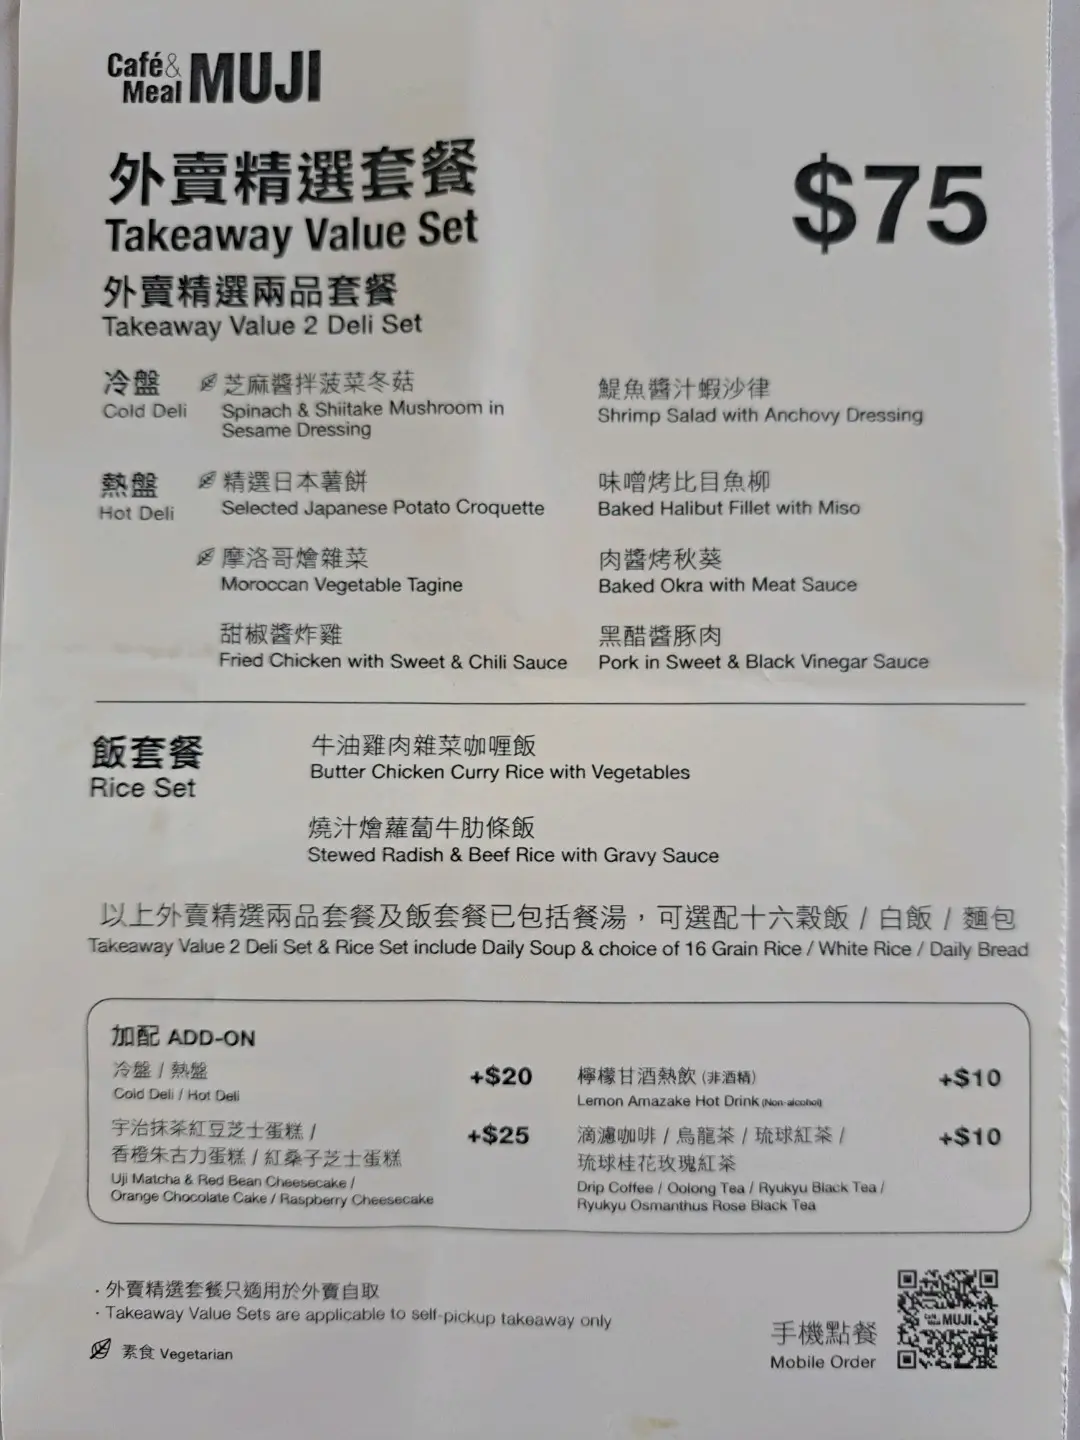 Café&
Meal MUJI
外賣精選套餐
Takeaway Value Set
$75
外賣精選兩品套餐
Takeaway Value 2 Deli Set
冷盤
Cold Deli
芝麻醬拌菠菜冬菇
Spinach & Shiitake Mushroom in
Sesame Dressing
鯷魚醬汁蝦沙律
Shrimp Salad with Anchovy Dressing
熱盤
Hot Deli
精選日本薯餅
Selected Japanese Potato Croquette
味噌烤比目魚柳
Baked Halibut Fillet with Miso
摩洛哥燴雜菜
Moroccan Vegetable Tagine
肉醬烤秋葵
Baked Okra with Meat Sauce
甜椒醬炸雞
Fried Chicken with Sweet & Chili Sauce
黑醋醬豚肉
Pork in Sweet & Black Vinegar Sauce
飯套餐
Rice Set
牛油雞肉雜菜咖喱飯
Butter Chicken Curry Rice with Vegetables
燒汁燴蘿蔔牛肋條飯
Stewed Radish & Beef Rice with Gravy Sauce
以上外賣精選兩品套餐及飯套餐已包括餐湯，可選配十六穀飯 / 白飯 / 麵包
Takeaway Value 2 Deli Set & Rice Set include Daily Soup & choice of 16 Grain Rice / White Rice / Daily Bread
加配 ADD-ON
冷盤 / 熱盤 +$20
Cold Deli / Hot Deli
宇治抹茶紅豆芝士蛋糕 / +$25
香橙朱古力蛋糕 / 紅桑子芝士蛋糕
Uji Matcha & Red Bean Cheesecake /
Orange Chocolate Cake / Raspberry Cheesecake
檸檬甘酒熱飲 (非酒精) +$10
Lemon Amazake Hot Drink (Non-alcohol)
滴濾咖啡 / 烏龍茶 / 琉球紅茶 / +$10
琉球桂花玫瑰紅茶
Drip Coffee / Oolong Tea / Ryukyu Black Tea /
Ryukyu Osmanthus Rose Black Tea
· 外賣精選套餐只適用於外賣自取
· Takeaway Value Sets are applicable to self-pickup takeaway only
素食 Vegetarian
手機點餐
Mobile Order
MUJI